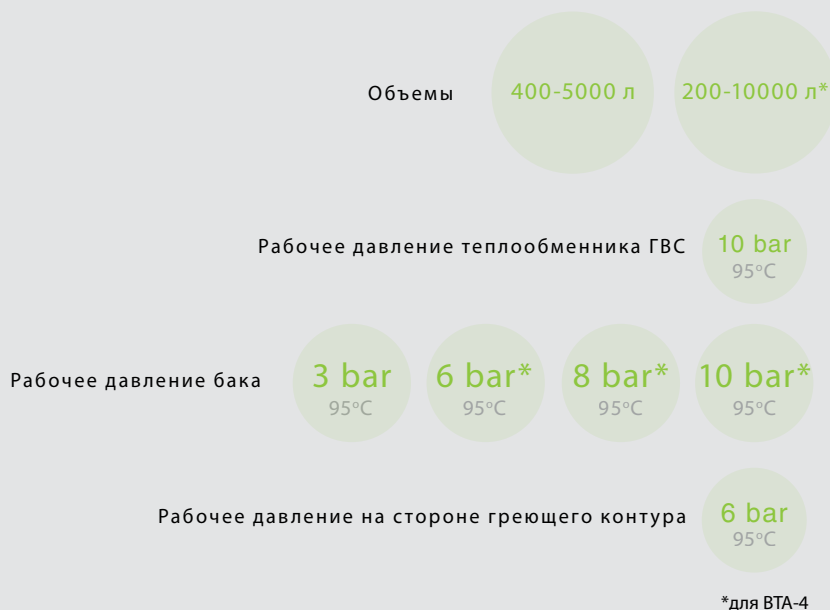 Объемы 400-5000 л 200-10000 л*
Рабочее давление теплообменника ГВС 10 bar
95°C
Рабочее давление бака 3 bar 6 bar* 8 bar* 10 bar*
95°C 95°C 95°C 95°C
Рабочее давление на стороне греющего контура 6 bar
95°C
*для ВТА-4